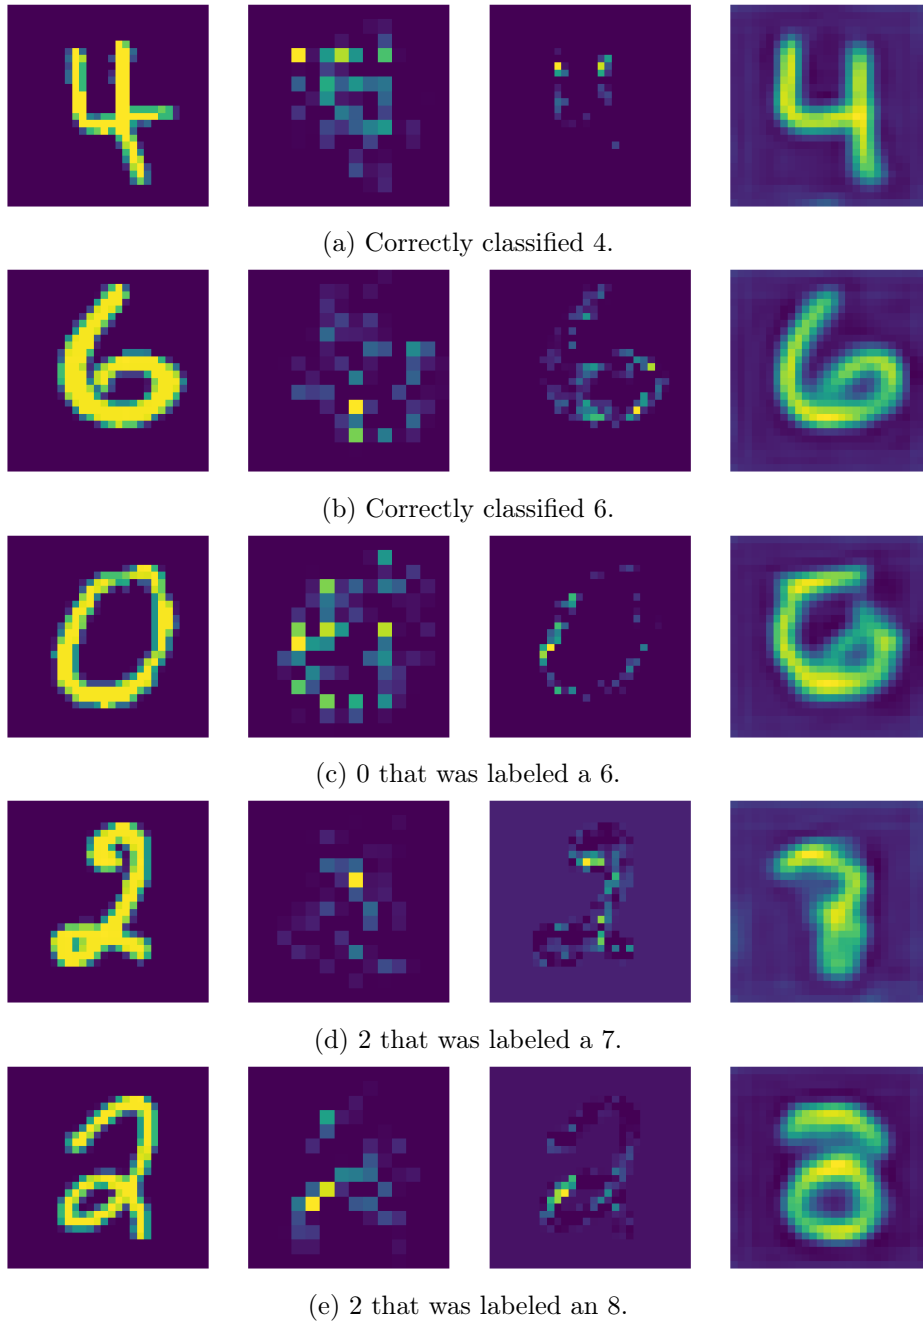 (a) Correctly classified 4.
(b) Correctly classified 6.
(c) 0 that was labeled a 6.
(d) 2 that was labeled a 7.
(e) 2 that was labeled an 8.